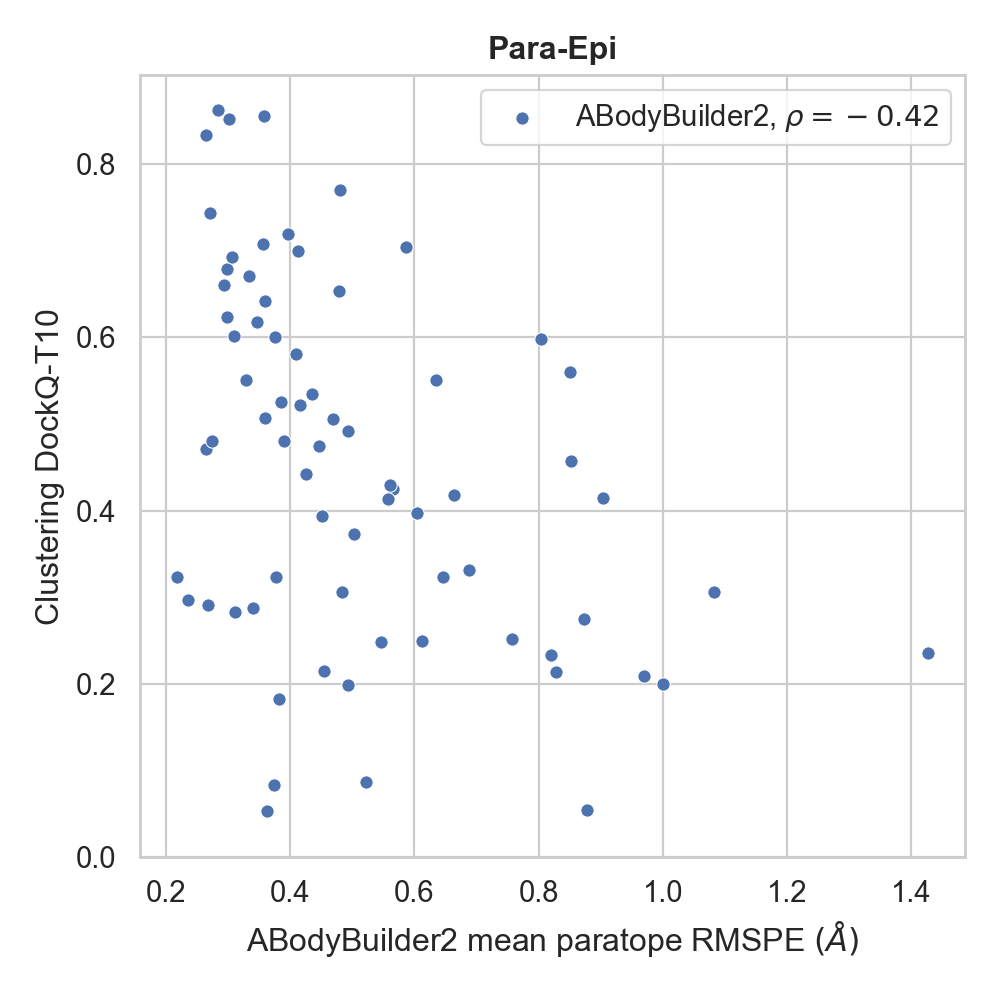 Para-Epi
ABodyBuilder2, ρ = − 0.42
Clustering DockQ-T10
0.8
0.6
0.4
0.2
0.0
0.2 0.4 0.6 0.8 1.0 1.2 1.4
ABodyBuilder2 mean paratope RMSPE (Å)